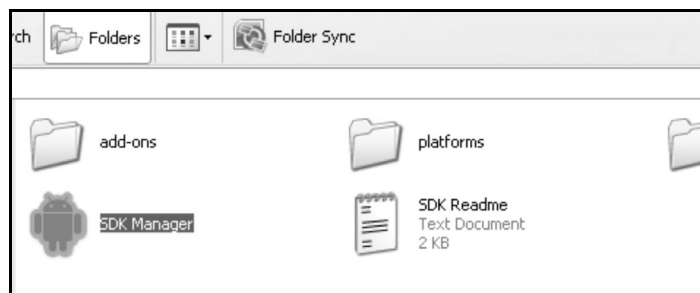 rch
Folders
Folder Sync
add-ons
platforms
SDK Manager
SDK Readme
Text Document
2 KB